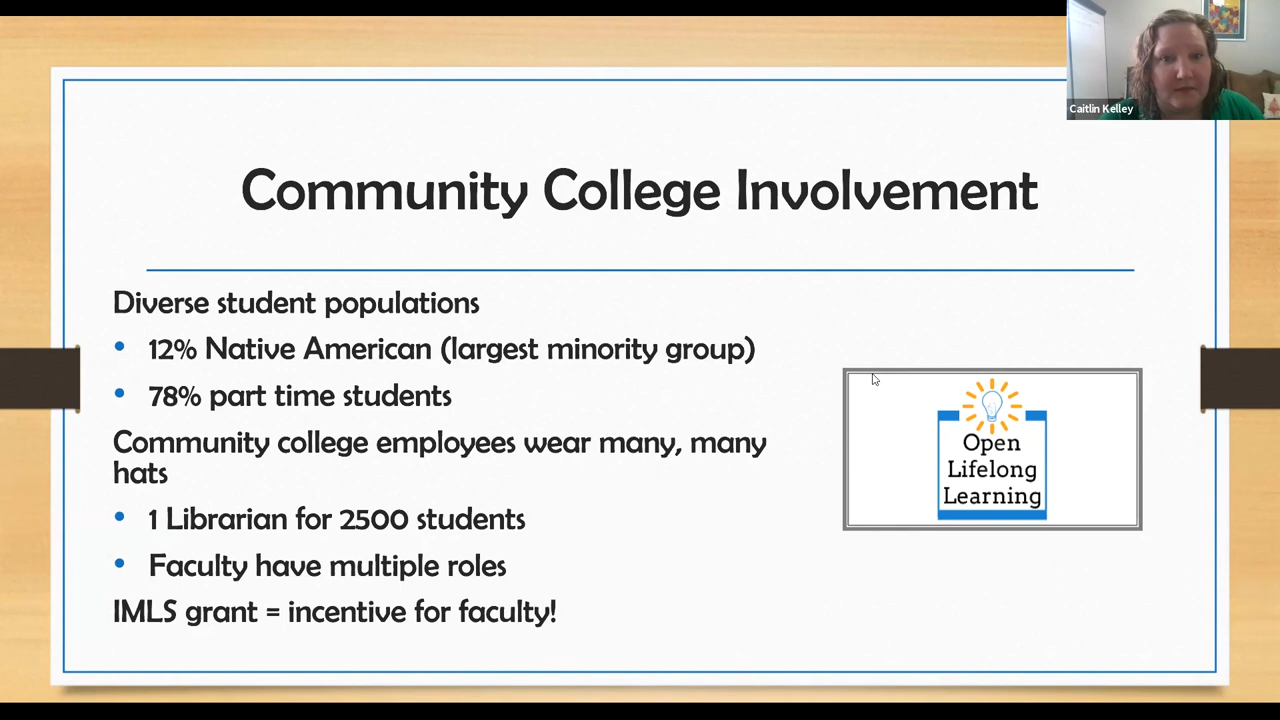 Caitlin Kelley
Community College Involvement
Diverse student populations
• 12% Native American (largest minority group)
• 78% part time students
Community college employees wear many, many
hats
• 1 Librarian for 2500 students
• Faculty have multiple roles
IMLS grant = incentive for faculty!
Open
Lifelong
Learning